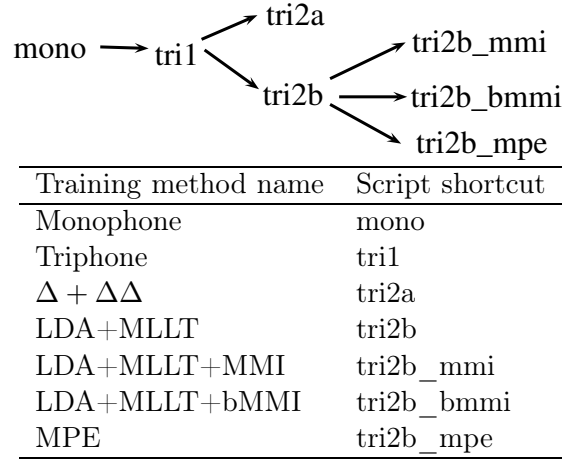 tri2a
mono tri1 tri2b_mmi
tri2b tri2b_bmmi
tri2b_mpe
Training method name Script shortcut
Monophone mono
Triphone tri1
Δ + ΔΔ tri2a
LDA+MLLT tri2b
LDA+MLLT+MMI tri2b_mmi
LDA+MLLT+bMMI tri2b_bmmi
MPE tri2b_mpe